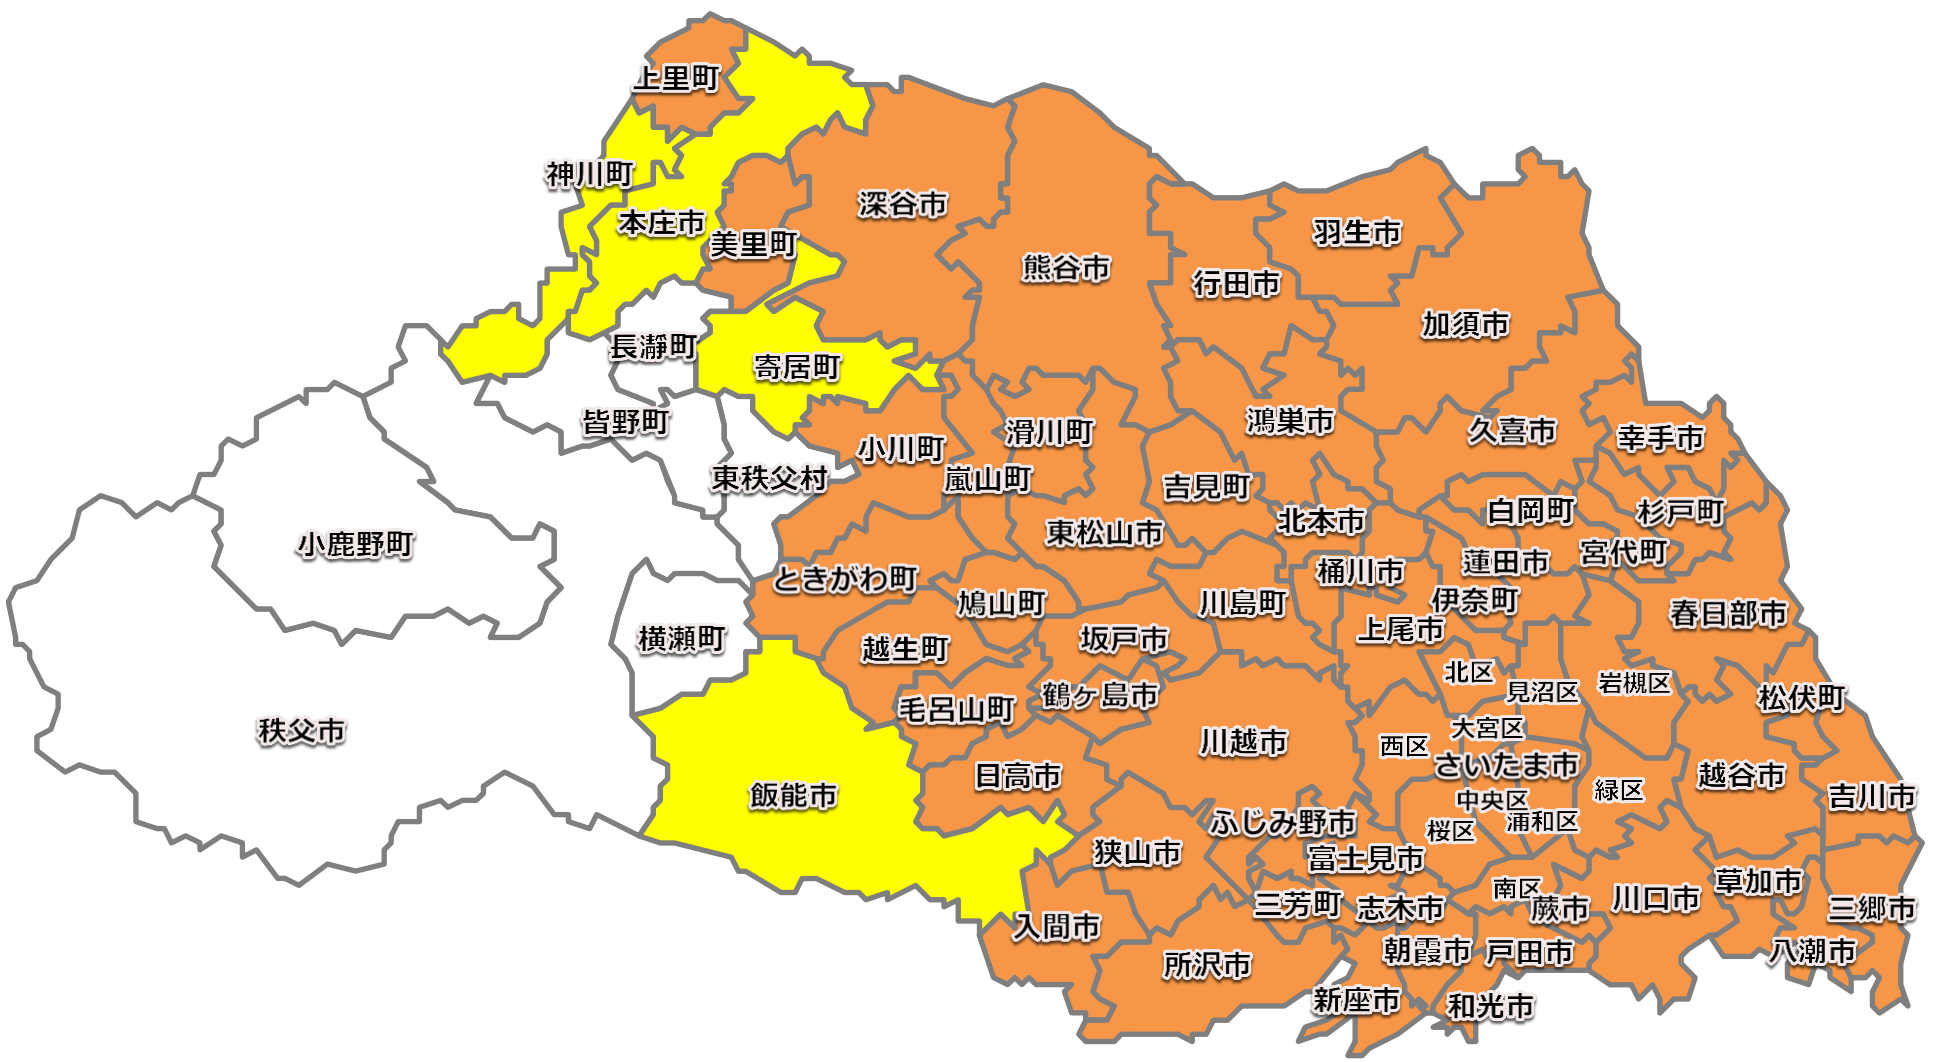 上里町
神川町
本庄市
美里町
深谷市
熊谷市
行田市
羽生市
加須市
長瀞町
寄居町
皆野町
東秩父村
小川町
滑川町
嵐山町
吉見町
鴻巣市
久喜市
幸手市
北本市
白岡町
杉戸町
宮代町
東松山市
小鹿野町
ときがわ町
鳩山町
川島町
桶川市
蓮田市
伊奈町
上尾市
春日部市
横瀬町
越生町
坂戸市
毛呂山町
鶴ヶ島市
北区
見沼区
岩槻区
松伏町
秩父市
川越市
西区
大宮区
さいたま市
飯能市
日高市
中央区
桜区
浦和区
緑区
越谷市
吉川市
狭山市
ふじみ野市
富士見市
三芳町
志木市
南区
蕨市
川口市
草加市
三郷市
入間市
所沢市
朝霞市
戸田市
八潮市
新座市
和光市